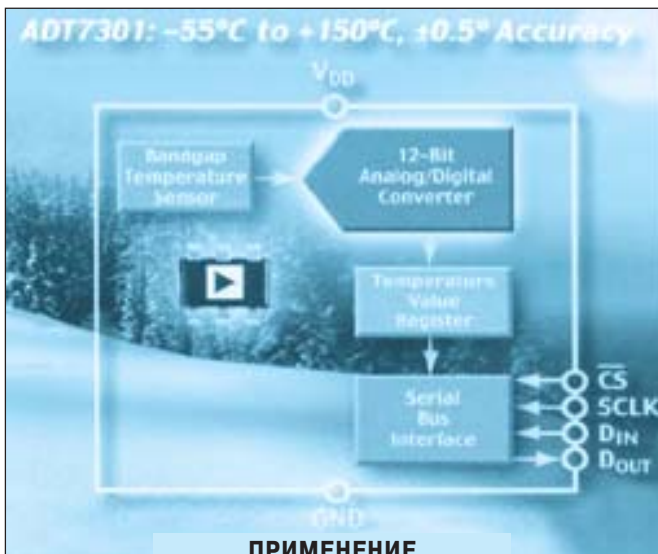 ADT7301: –55°C to +150°C, ±0.5° Accuracy
VDD
Bandgap
Temperature
Sensor
12-Bit
Analog/Digital
Converter
Temperature
Value
Register
Serial
Bus
Interface
CS
SCLK
DIN
DOUT
GND
ПРИМЕНЕНИЕ